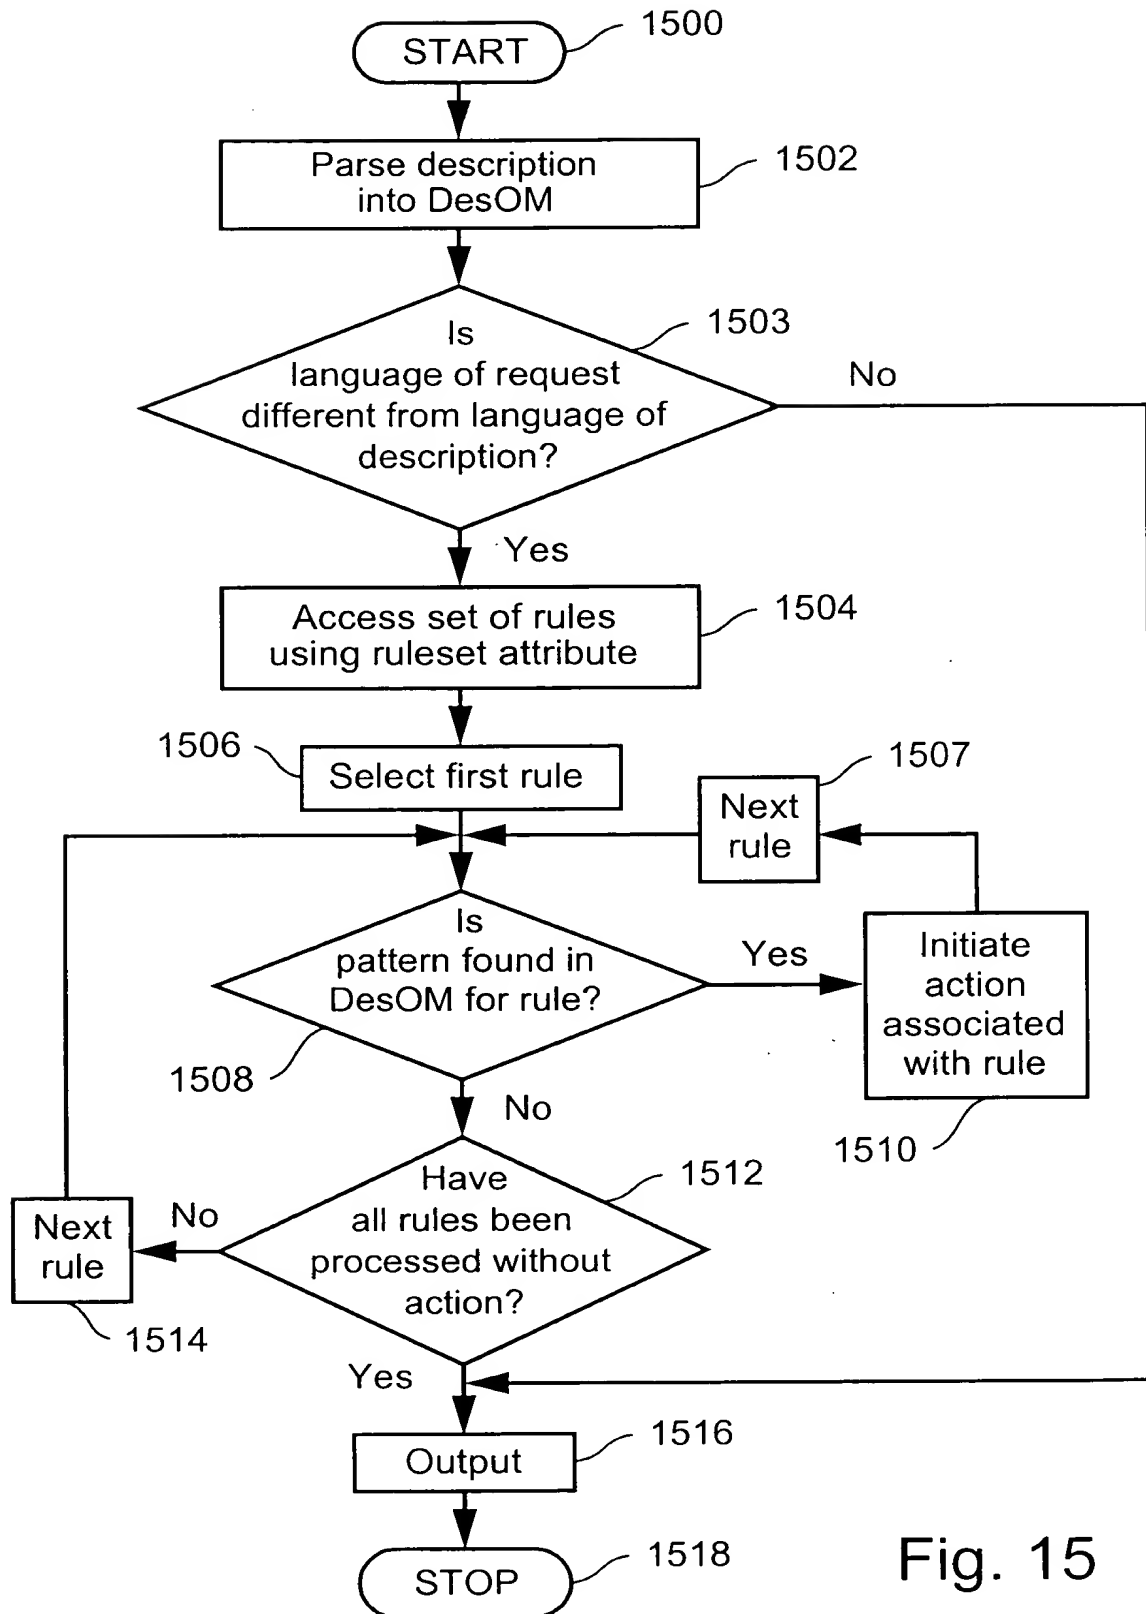 START
1500
Parse description
into DesOM
1502
Is
language of request
different from language of
description?
1503
No
Yes
Access set of rules
using ruleset attribute
1504
1506
Select first rule
1507
Next
rule
Is
pattern found in
DesOM for rule?
1508
Yes
Initiate
action
associated
with rule
1510
No
Have
all rules been
processed without
action?
1512
No
Next
rule
1514
Yes
Output
1516
STOP
1518
Fig. 15